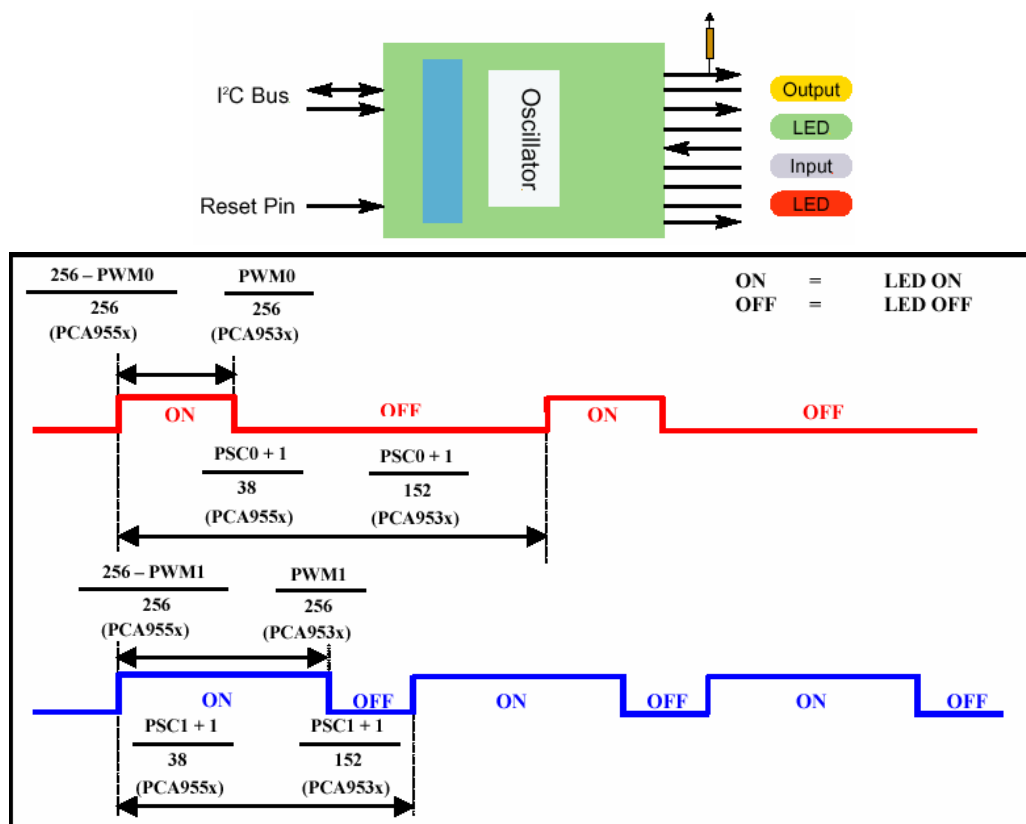 I²C Bus
Reset Pin
Oscillator
Output
LED
Input
LED
256 – PWM0
256
(PCA955x)
PWM0
256
(PCA953x)
ON = LED ON
OFF = LED OFF
ON OFF ON OFF
PSC0 + 1
38
(PCA955x)
PSC0 + 1
152
(PCA953x)
256 – PWM1
256
(PCA955x)
PWM1
256
(PCA953x)
ON OFF ON OFF ON OFF
PSC1 + 1
38
(PCA955x)
PSC1 + 1
152
(PCA953x)